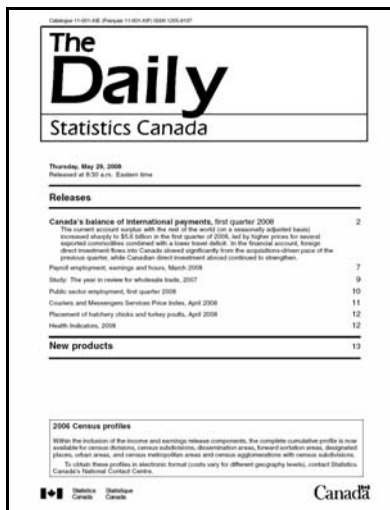 Catalogue 11-001-XIE (Français 11-001-XIF) ISSN 1205-9137
The
Daily
Statistics Canada
Thursday, May 29, 2008
Released at 8:30 a.m. Eastern time
Releases
Canada's balance of international payments, first quarter 2008 2
The current account surplus with the rest of the world (on a seasonally adjusted basis)
increased sharply to $5.6 billion in the first quarter of 2008, led by higher prices for several
exported commodities combined with a lower travel deficit. In the financial account, foreign
direct investment flows into Canada slowed significantly from the acquisitions-driven pace of the
previous quarter, while Canadian direct investment abroad continued to strengthen.
Payroll employment, earnings and hours, March 2008 7
Study: The year in review for wholesale trade, 2007 9
Public sector employment, first quarter 2008 10
Couriers and Messengers Services Price Index, April 2008 11
Placement of hatchery chicks and turkey poults, April 2008 12
Health Indicators, 2008 12
New products 13
2006 Census profiles
Within the inclusion of the income and earnings release components, the complete cumulative profile is now
available for census divisions, census subdivisions, dissemination areas, forward sortation areas, designated
places, urban areas, and census metropolitan areas and census agglomerations with census subdivisions.
To obtain these profiles in electronic format (costs vary for different geography levels), contact Statistics
Canada's National Contact Centre.
Statistics Canada Statistique Canada
Canada